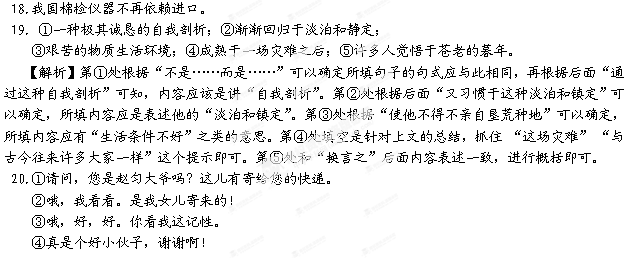 18.我国棉检仪器不再依赖进口。
19. ①一种极其诚恳的自我剖析；②渐渐回归于淡泊和静定；
③艰苦的物质生活环境；④成熟于一场灾难之后；⑤许多人觉悟于苍老的暮年。
【解析】第①处根据“不是……而是……”可以确定所填句子的句式应与此相同，再根据后面“通
过这种自我剖析”可知，内容应该是讲“自我剖析”。第②处根据后面“又习惯于这种淡泊和镇定”可
以确定，所填内容应是表述他的“淡泊和镇定”。第③处根据“使他不得不亲自垦荒种地”可以确定，
所填内容应有“生活条件不好”之类的意思。第④处填空是针对上文的总结，抓住 “这场灾难” “与
古今往来许多大家一样”这个提示即可。第⑤处和“换言之”后面内容表述一致，进行概括即可。
20.①请问，您是赵匀大爷吗？这儿有寄给您的快递。
②哦，我看看。是我女儿寄来的！
③哦，好，好。你看我这记性。
④真是个好小伙子，谢谢啊！